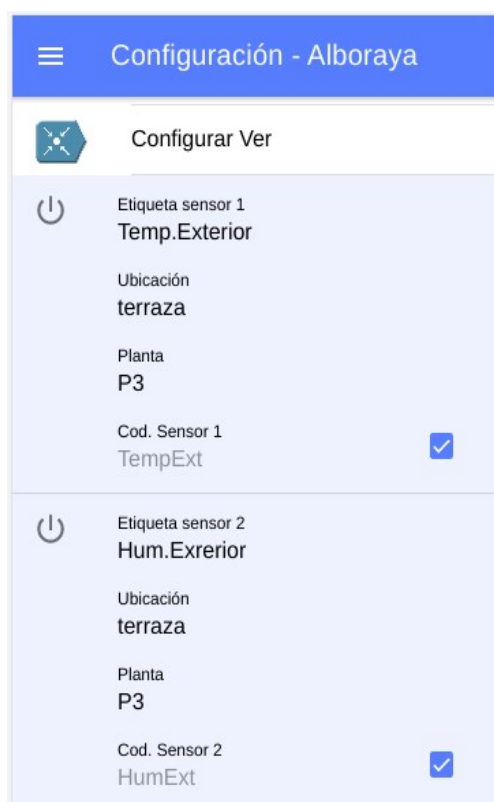 Configuración - Alboraya
Configurar Ver
Etiqueta sensor 1
Temp.Exterior
Ubicación
terraza
Planta
P3
Cod. Sensor 1
TempExt
Etiqueta sensor 2
Hum.Exrerior
Ubicación
terraza
Planta
P3
Cod. Sensor 2
HumExt